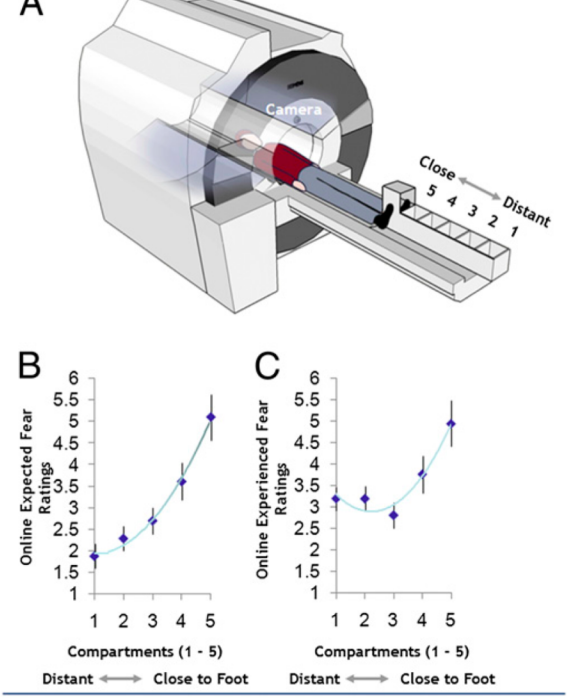 A
Camera
Close
Distant
5 4 3 2 1
B
C
Online Expected Fear
Ratings
6
5.5
5
4.5
4
3.5
3
2.5
2
1.5
1
1 2 3 4 5
Compartments (1 - 5)
Distant Close to Foot
Online Experienced Fear
Ratings
6
5.5
5
4.5
4
3.5
3
2.5
2
1.5
1
1 2 3 4 5
Compartments (1 - 5)
Distant Close to Foot